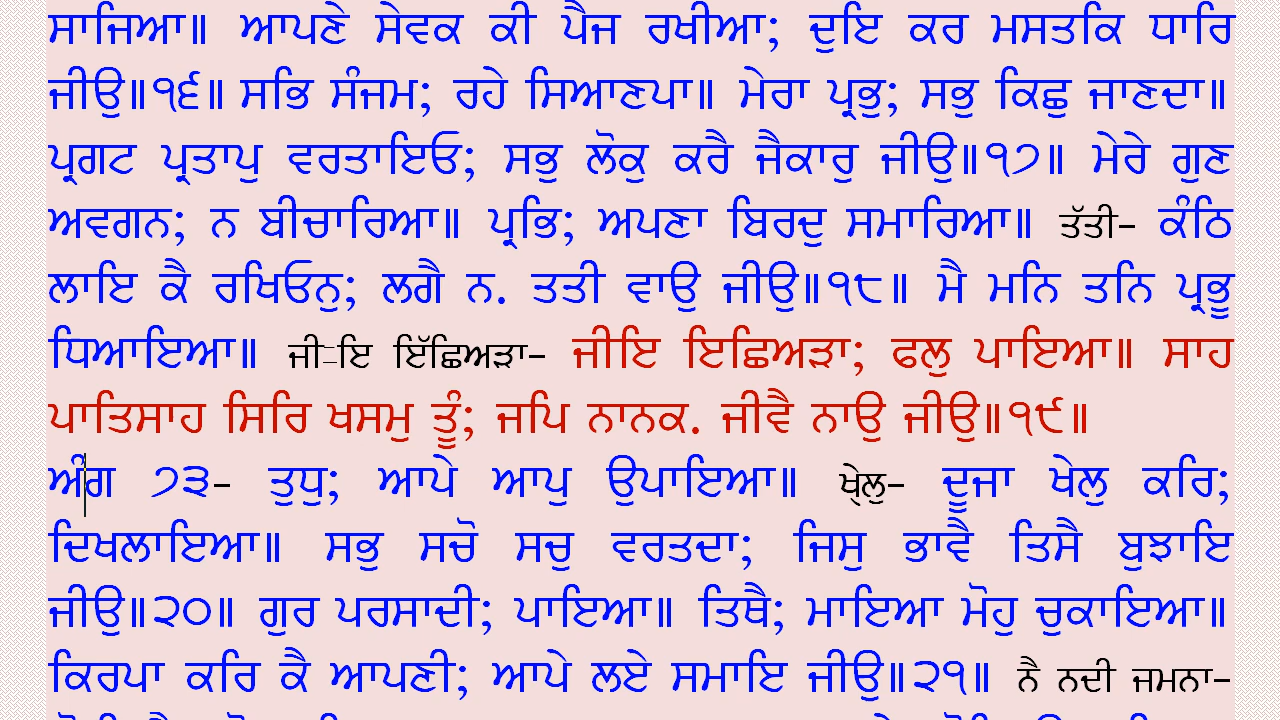 ਸਾਜਿਆ॥ ਆਪਣੇ ਸੇਵਕ ਕੀ ਪੈਜ ਰਖੀਆ; ਦੁਇ ਕਰ ਮਸਤਕਿ ਧਾਰਿ
ਜੀਉ॥੧੬॥ ਸਭਿ ਸੰਜਮ; ਰਹੇ ਸਿਆਣਪਾ॥ ਮੇਰਾ ਪ੍ਰਭੁ; ਸਭੁ ਕਿਛੁ ਜਾਣਦਾ॥
ਪ੍ਰਗਟ ਪ੍ਰਤਾਪੁ ਵਰਤਾਇਓ; ਸਭੁ ਲੋਕੁ ਕਰੈ ਜੈਕਾਰੁ ਜੀਉ॥੧੭॥ ਮੇਰੇ ਗੁਣ
ਅਵਗਨ; ਨ ਬੀਚਾਰਿਆ॥ ਪ੍ਰਭਿ; ਅਪਣਾ ਬਿਰਦੁ ਸਮਾਰਿਆ॥ ਤੱਤੀ- ਕੰਠਿ
ਲਾਇ ਕੈ ਰਖਿਓਨੁ; ਲਗੈ ਨ. ਤਤੀ ਵਾਉ ਜੀਉ॥੧੮॥ ਮੈ ਮਨਿ ਤਨਿ ਪ੍ਰਭੂ
ਧਿਆਇਆ॥ ਜੀ-ਇ ਇੱਛਿਅੜਾ- ਜੀਇ ਇਛਿਅੜਾ; ਫਲੁ ਪਾਇਆ॥ ਸਾਹ
ਪਾਤਿਸਾਹ ਸਿਰਿ ਖਸਮੁ ਤੂੰ; ਜਪਿ ਨਾਨਕ. ਜੀਵੈ ਨਾਉ ਜੀਉ॥੧੯॥
ਅੰਗ ੭੩- ਤੁਧੁ; ਆਪੇ ਆਪੁ ਉਪਾਇਆ॥ ਖੇਲੁ- ਦੂਜਾ ਖੇਲੁ ਕਰਿ;
ਦਿਖਲਾਇਆ॥ ਸਭੁ ਸਚੋ ਸਚੁ ਵਰਤਦਾ; ਜਿਸੁ ਭਾਵੈ ਤਿਸੈ ਬੁਝਾਇ
ਜੀਉ॥੨੦॥ ਗੁਰ ਪਰਸਾਦੀ; ਪਾਇਆ॥ ਤਿਥੈ; ਮਾਇਆ ਮੋਹੁ ਚੁਕਾਇਆ॥
ਕਿਰਪਾ ਕਰਿ ਕੈ ਆਪਣੀ; ਆਪੇ ਲਏ ਸਮਾਇ ਜੀਉ॥੨੧॥ ਨੈ ਨਦੀ ਜਮਨਾ-